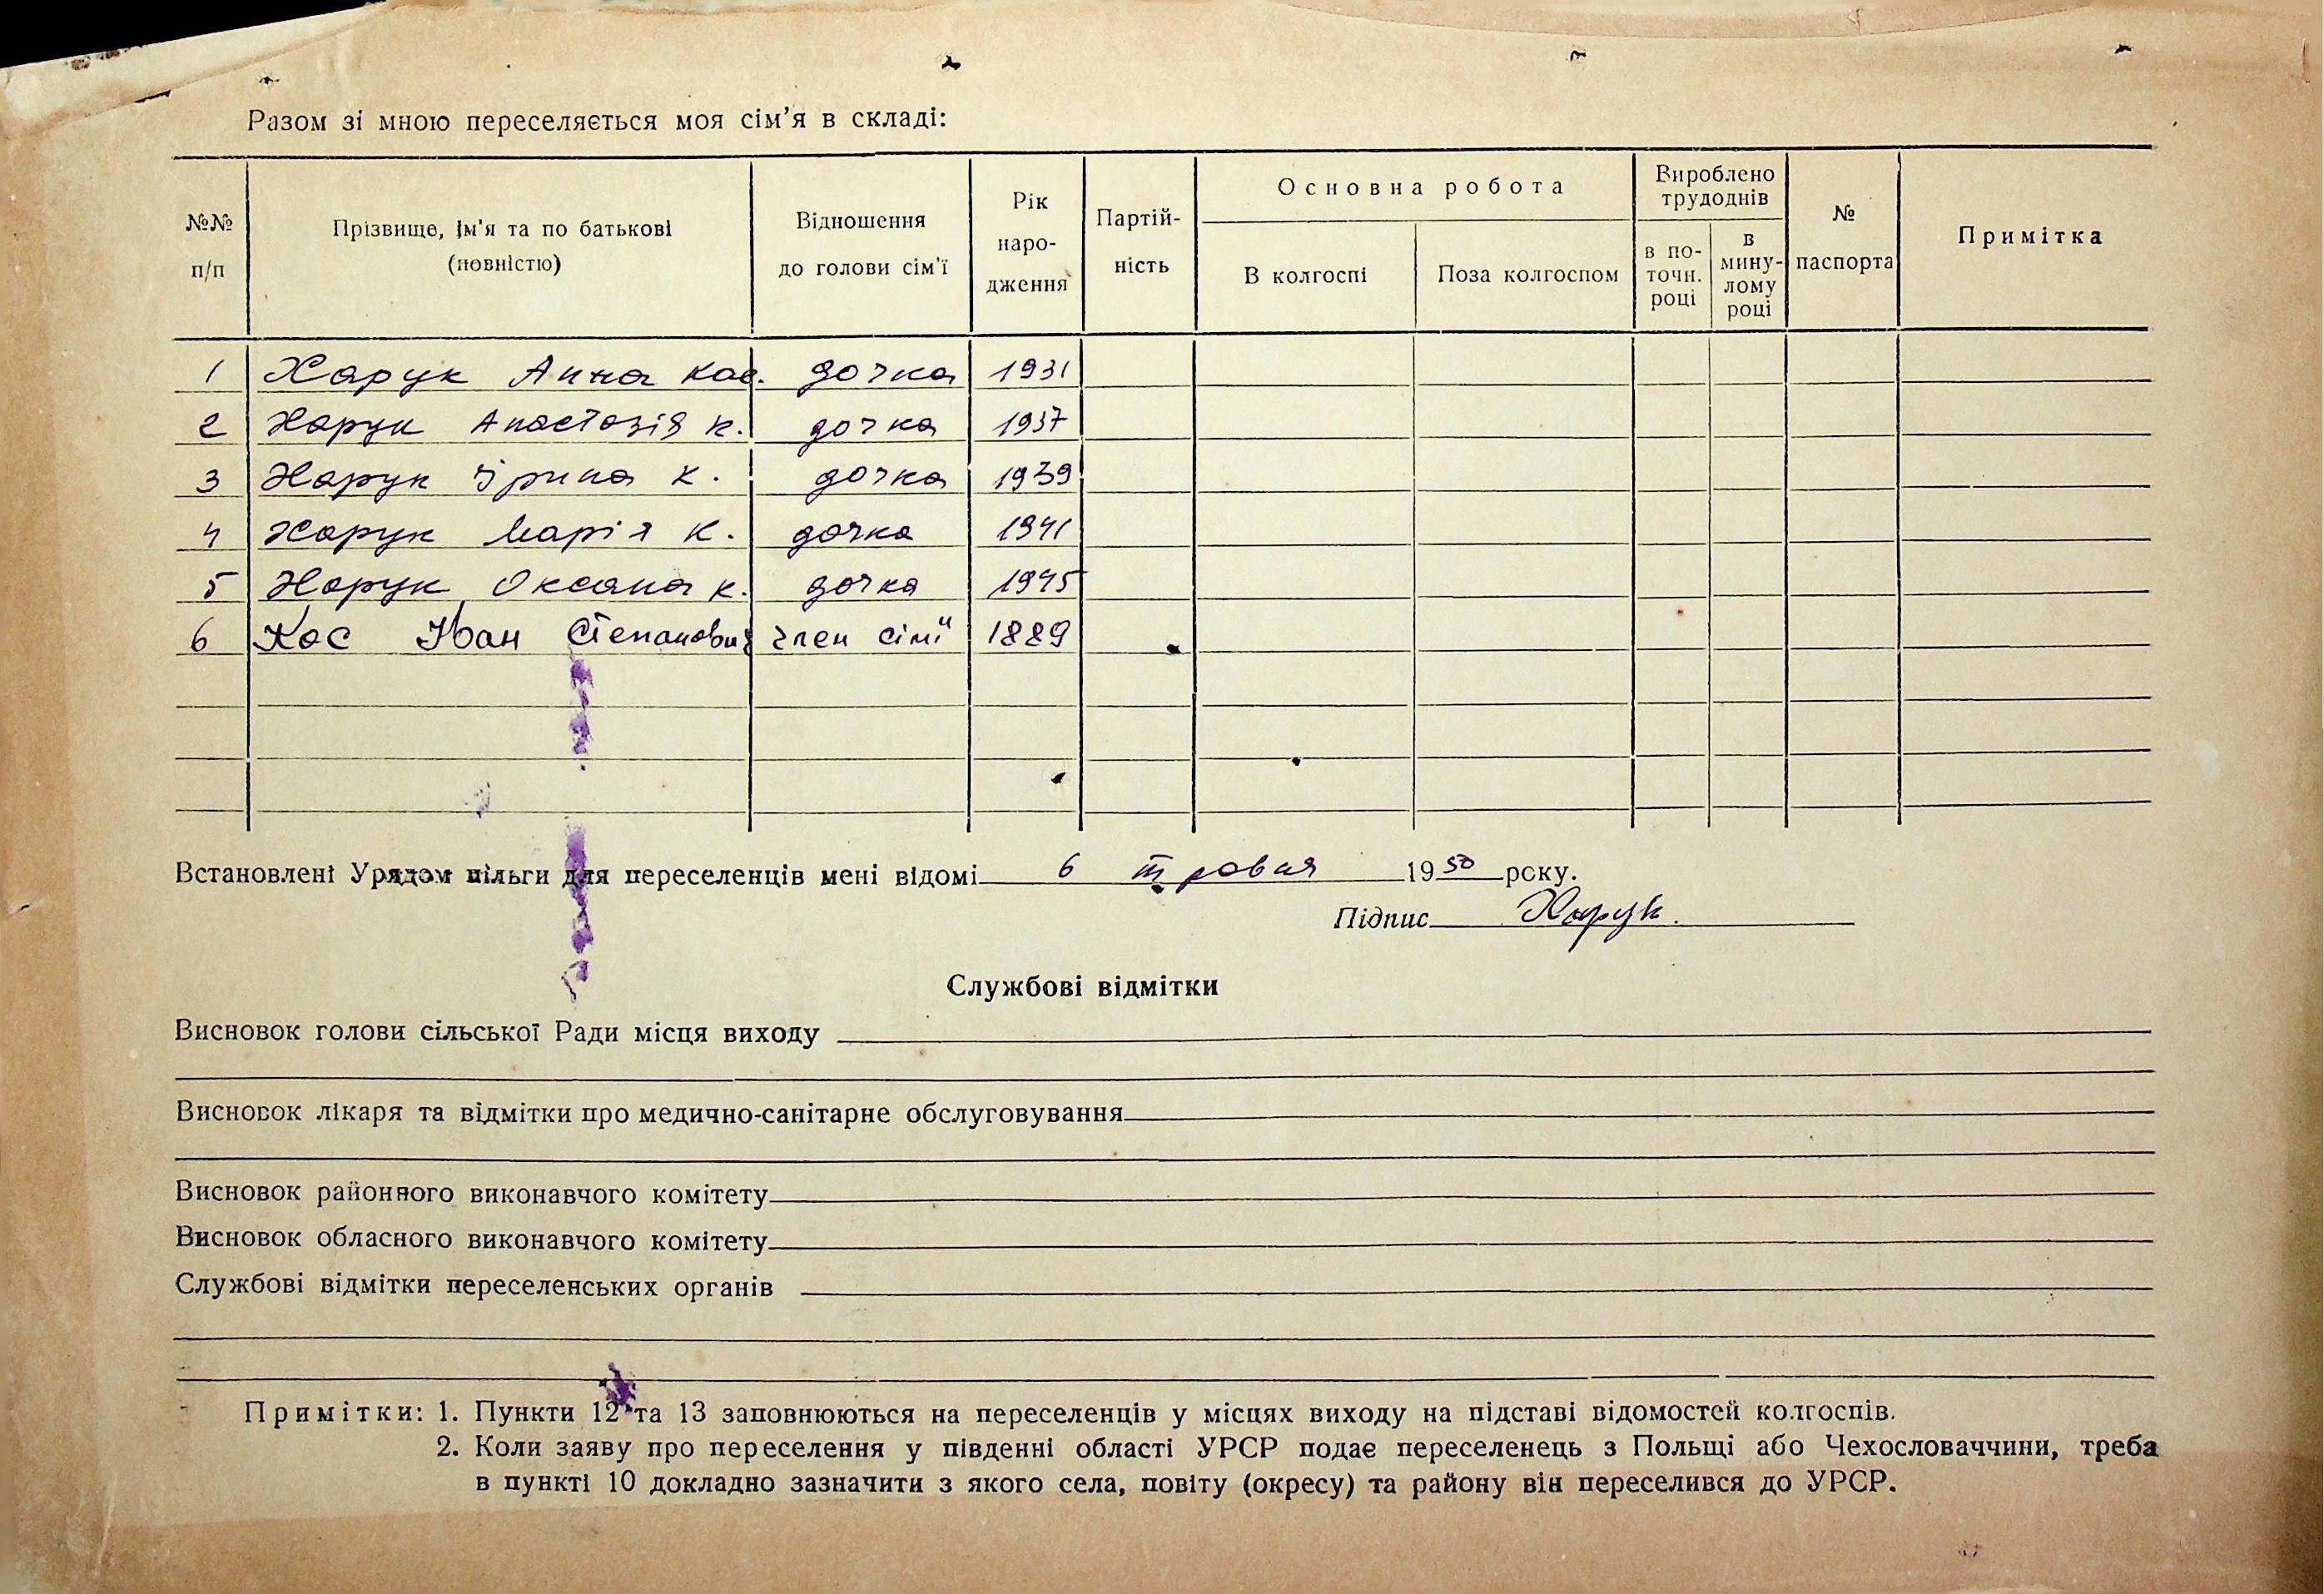 Разом зі мною переселяється моя сім'я в складі:
№№ п/п
Прізвище, ім'я та по батькові (повністю)
Відношення до голови сім'ї
Рік народження
Партійність
Основна робота
В колгоспі
Поза колгоспом
Вироблено трудоднів
в поточн. році
в минулому році
№ паспорта
Примітка
1 Харук Анна Кас. дочка 1931
2 Харук Анастазія К. дочка 1937
3 Харук Ірина К. дочка 1939
4 Харук Марія К. дочка 1941
5 Харук Оксана К. дочка 1945
6 Кос Іван Степанович член сімї 1889
Встановлені Урядом пільги для переселенців мені відомі 6 травня 1950 року.
Підпис Харук.
Службові відмітки
Висновок голови сільської Ради місця виходу
Висновок лікаря та відмітки про медично-санітарне обслуговування
Висновок районного виконавчого комітету
Висновок обласного виконавчого комітету
Службові відмітки переселенських органів
Примітки: 1. Пункти 12 та 13 заповнюються на переселенців у місцях виходу на підставі відомостей колгоспів.
2. Коли заяву про переселення у південні області УРСР подає переселенець з Польщі або Чехословаччини, треба
в пункті 10 докладно зазначити з якого села, повіту (окресу) та району він переселився до УРСР.